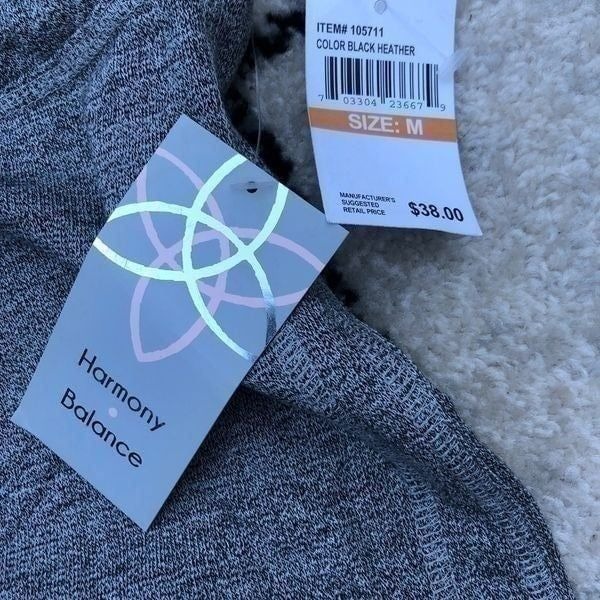 ITEM# 105711
COLOR BLACK HEATHER
7 03304 23667 9
SIZE: M
MANUFACTURER'S
SUGGESTED
RETAIL PRICE
$38.00
Harmony
Balance